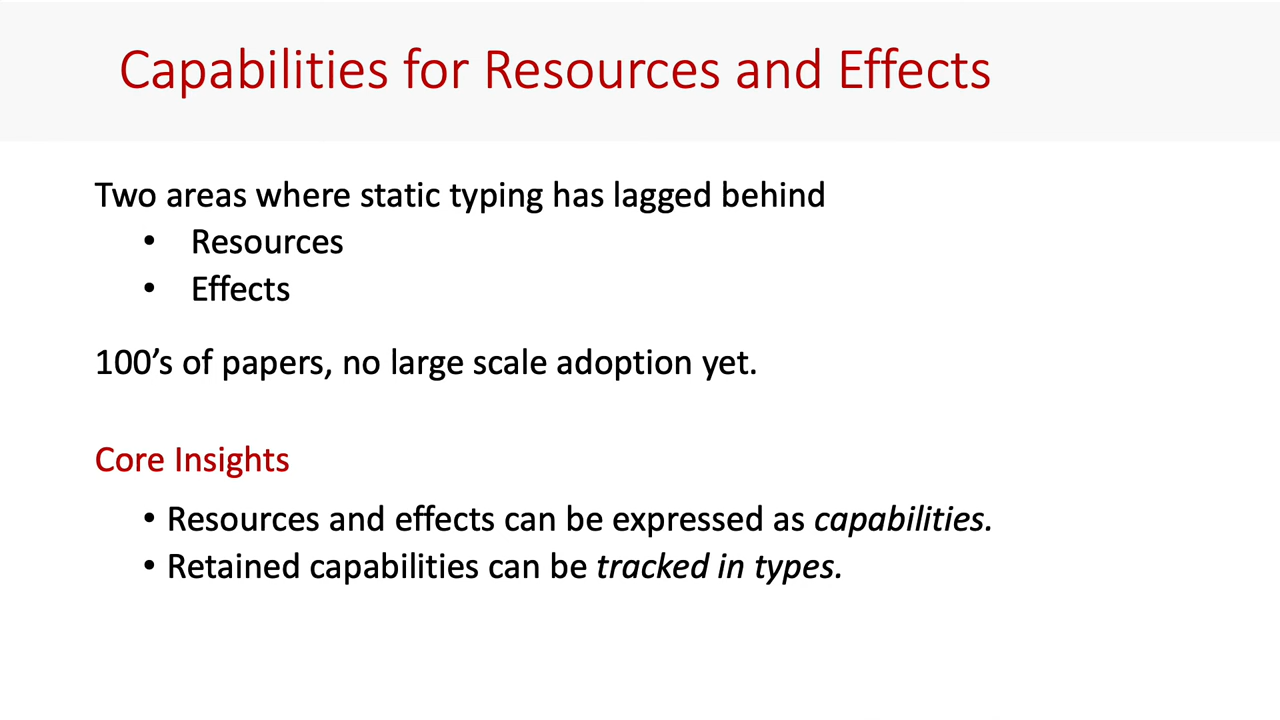 Capabilities for Resources and Effects
Two areas where static typing has lagged behind
• Resources
• Effects
100’s of papers, no large scale adoption yet.
Core Insights
• Resources and effects can be expressed as capabilities.
• Retained capabilities can be tracked in types.